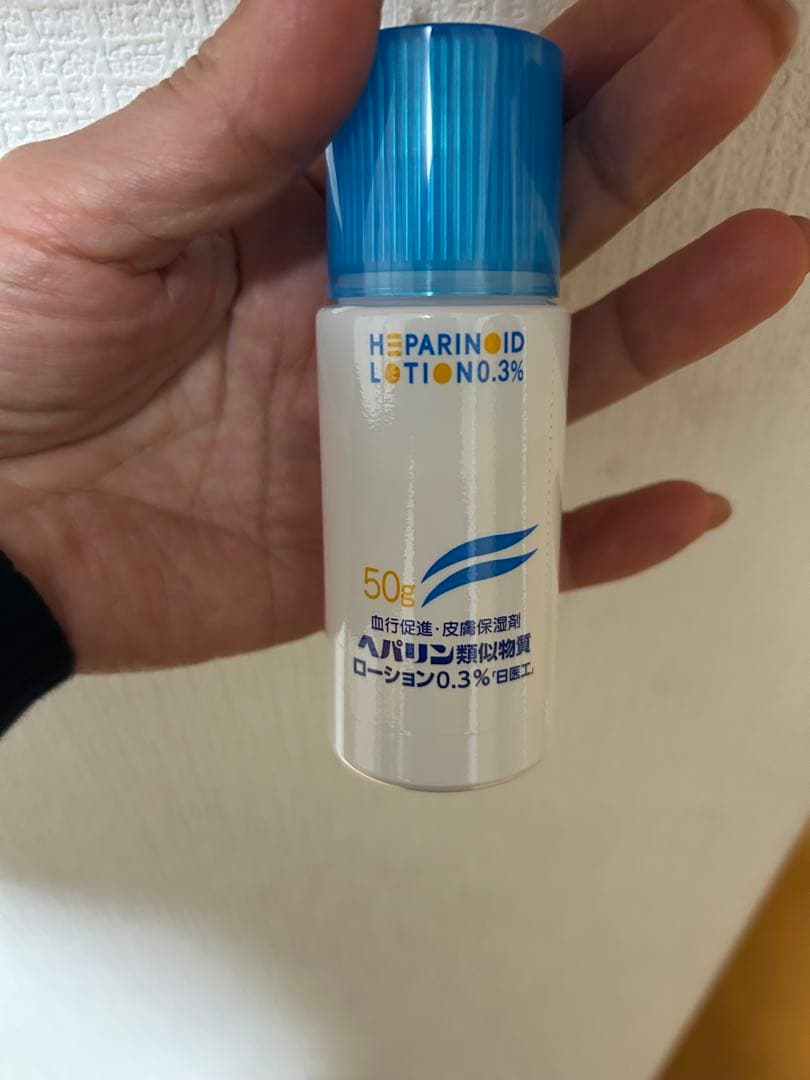 HEPARINOID
LOTION0.3%
50g
血行促進・皮膚保湿剤
ヘパリン類似物質
ローション0.3%「日医工」